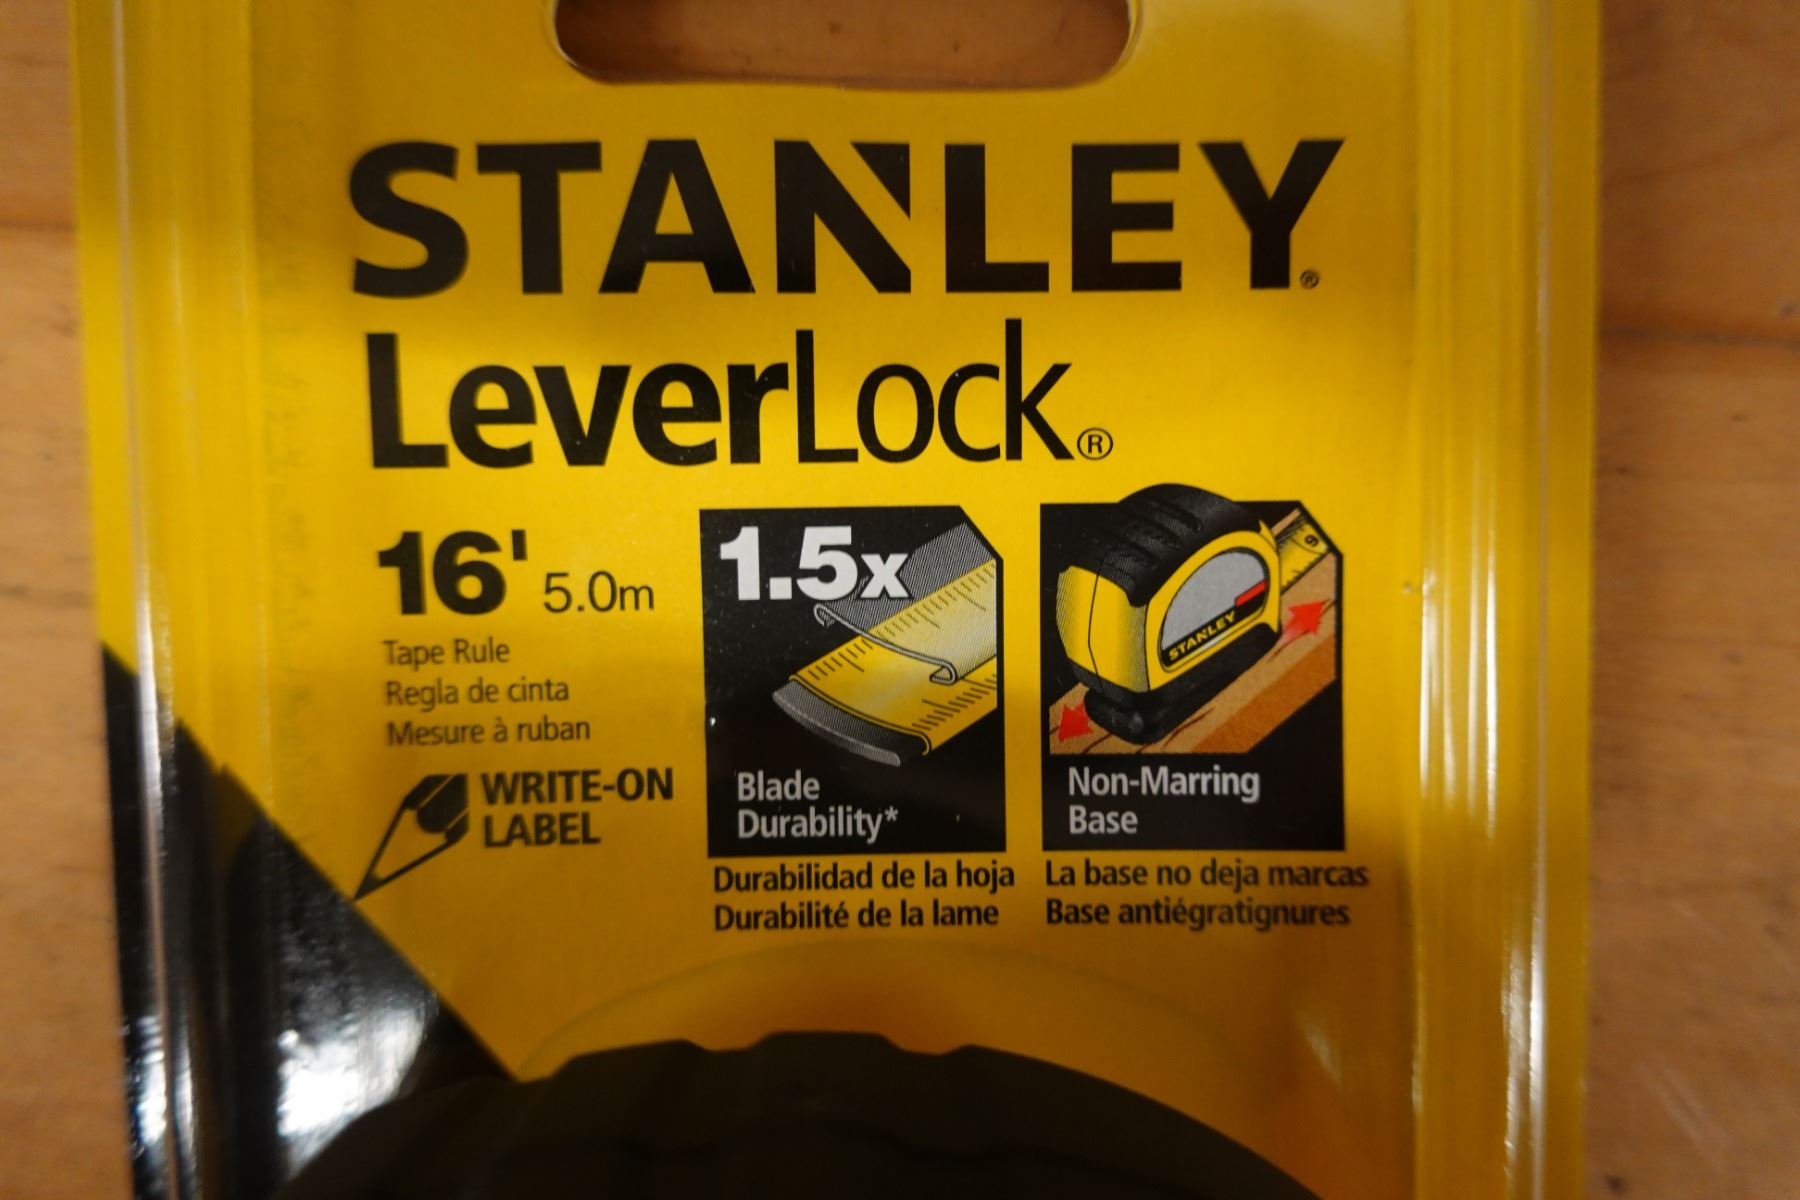 STANLEY®
LeverLock®
16' 5.0m
Tape Rule
Regla de cinta
Mesure à ruban
WRITE-ON
LABEL
1.5x
Blade
Durability*
Durabilidad de la hoja
Durabilité de la lame
9
STANLEY
Non-Marring
Base
La base no deja marcas
Base antiégratignures